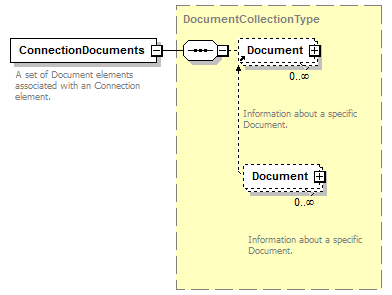 DocumentCollectionType
ConnectionDocuments
Document
0..∞
A set of Document elements
associated with an Connection
element.
Information about a specific
Document.
Document
0..∞
Information about a specific
Document.